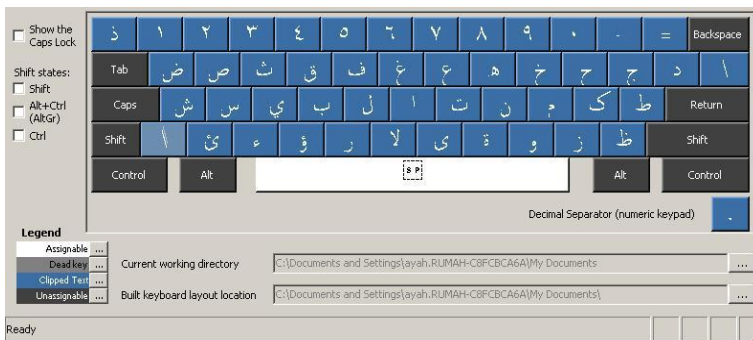 Show the
Caps Lock
Shift states:
Shift
Alt+Ctrl
(AltGr)
Ctrl
ذ ١ ٢ ٣ ٤ ٥ ٦ ٧ ٨ ٩ ٠ - = Backspace
Tab ض ص ث ق ف غ ع ه خ ح ج د \
Caps ش س ي ب ل ا ت ن م ك ط Return
Shift \ ئ ء ؤ ر لا ى ة و ز ظ Shift
Control Alt SP Alt Control
Decimal Separator (numeric keypad) .
Legend
Assignable ...
Dead key ...
Clipped Text ...
Unassignable ...
Current working directory C:\Documents and Settings\ayah.RUMAH-C8FCBCA6A\My Documents ...
Built keyboard layout location C:\Documents and Settings\ayah.RUMAH-C8FCBCA6A\My Documents\ ...
Ready